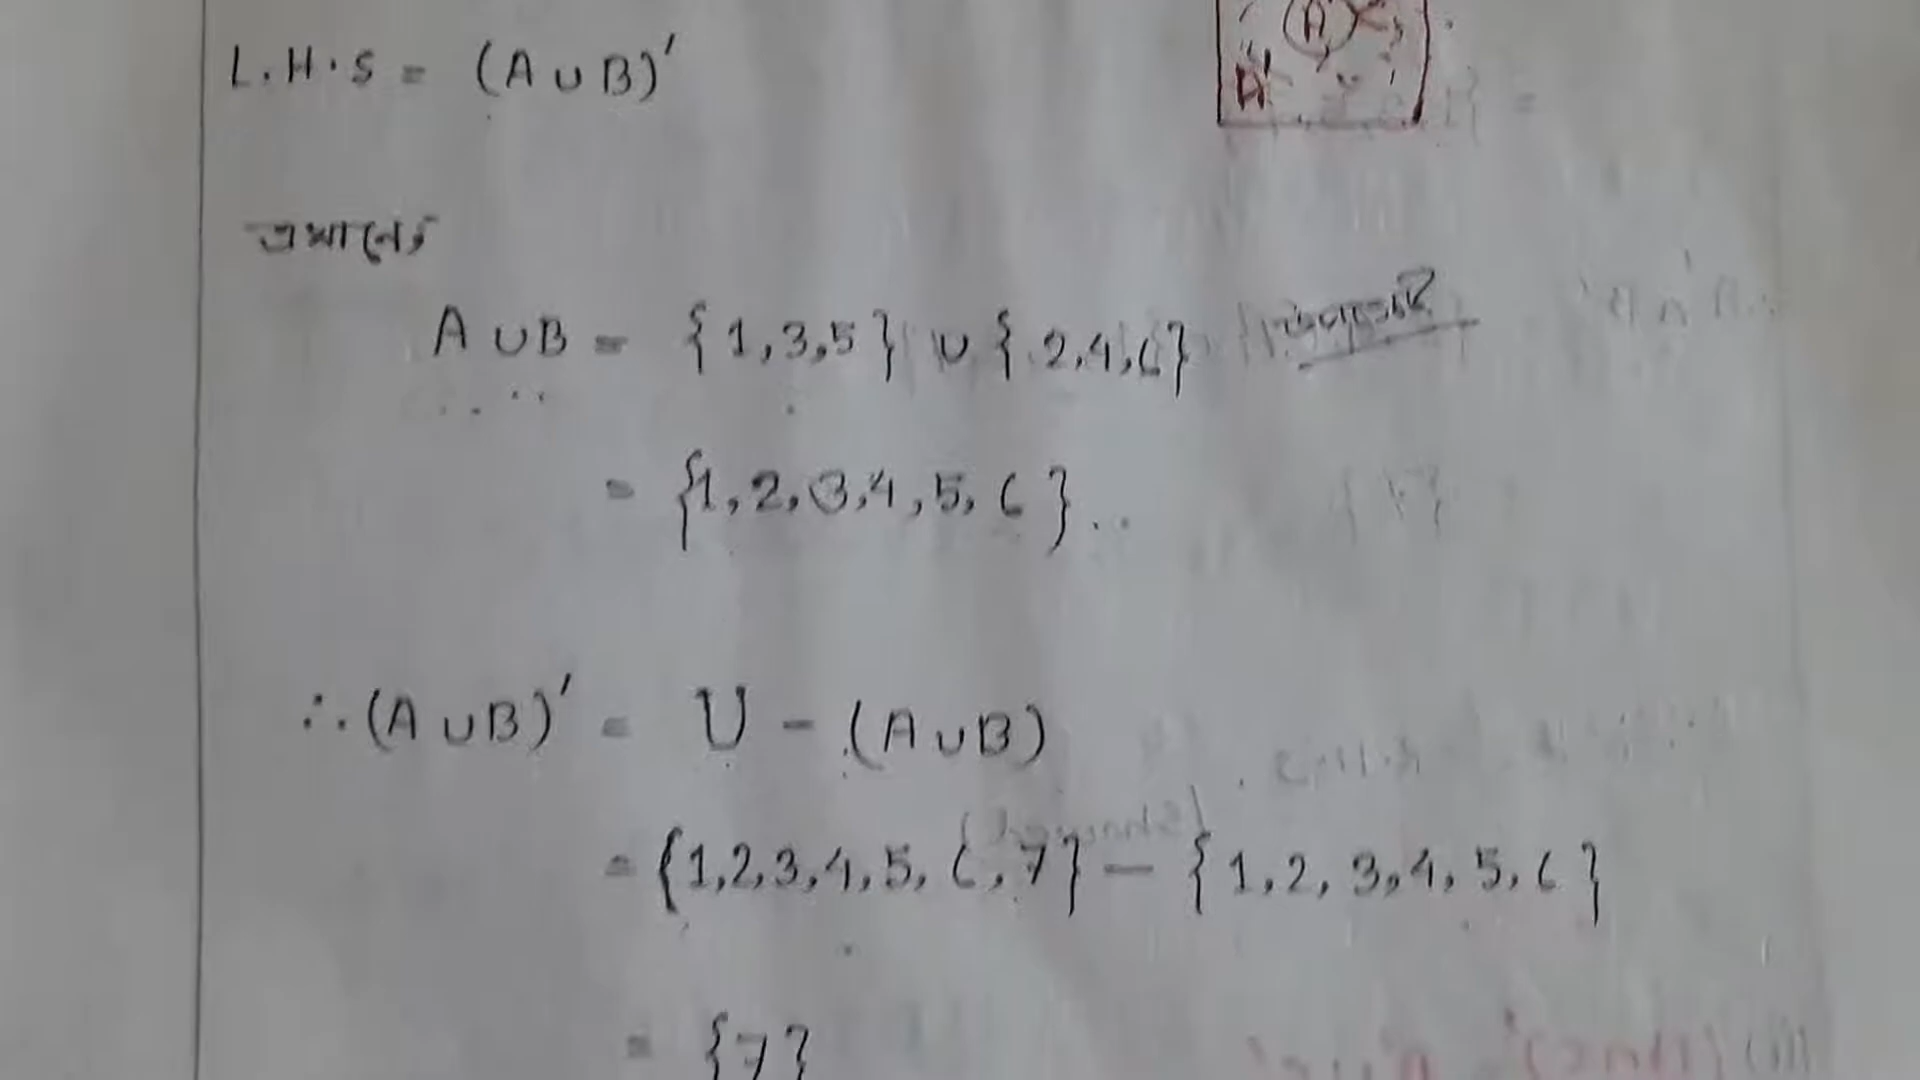 L.H.S = (A∪B)′
A
A′
এখানে,
A∪B = {1,3,5} ∪ {2,4,6}
= {1,2,3,4,5,6}
∴ (A∪B)′ = U - (A∪B)
= {1,2,3,4,5,6,7} - {1,2,3,4,5,6}
= {7}